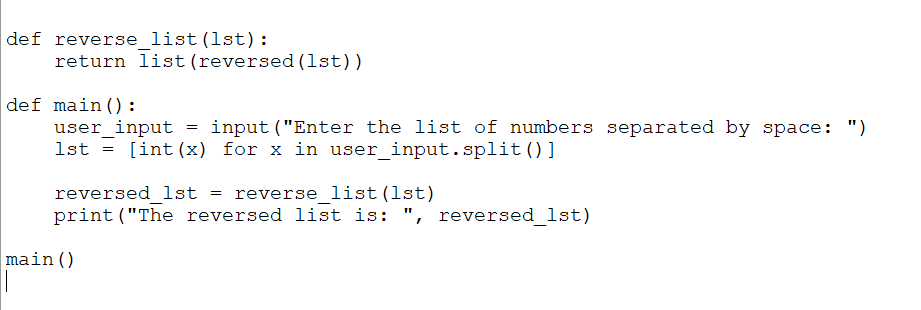 def reverse_list(lst):
    return list(reversed(lst))
def main():
    user_input = input("Enter the list of numbers separated by space: ")
    lst = [int(x) for x in user_input.split()]
    reversed_lst = reverse_list(lst)
    print("The reversed list is: ", reversed_lst)
main()